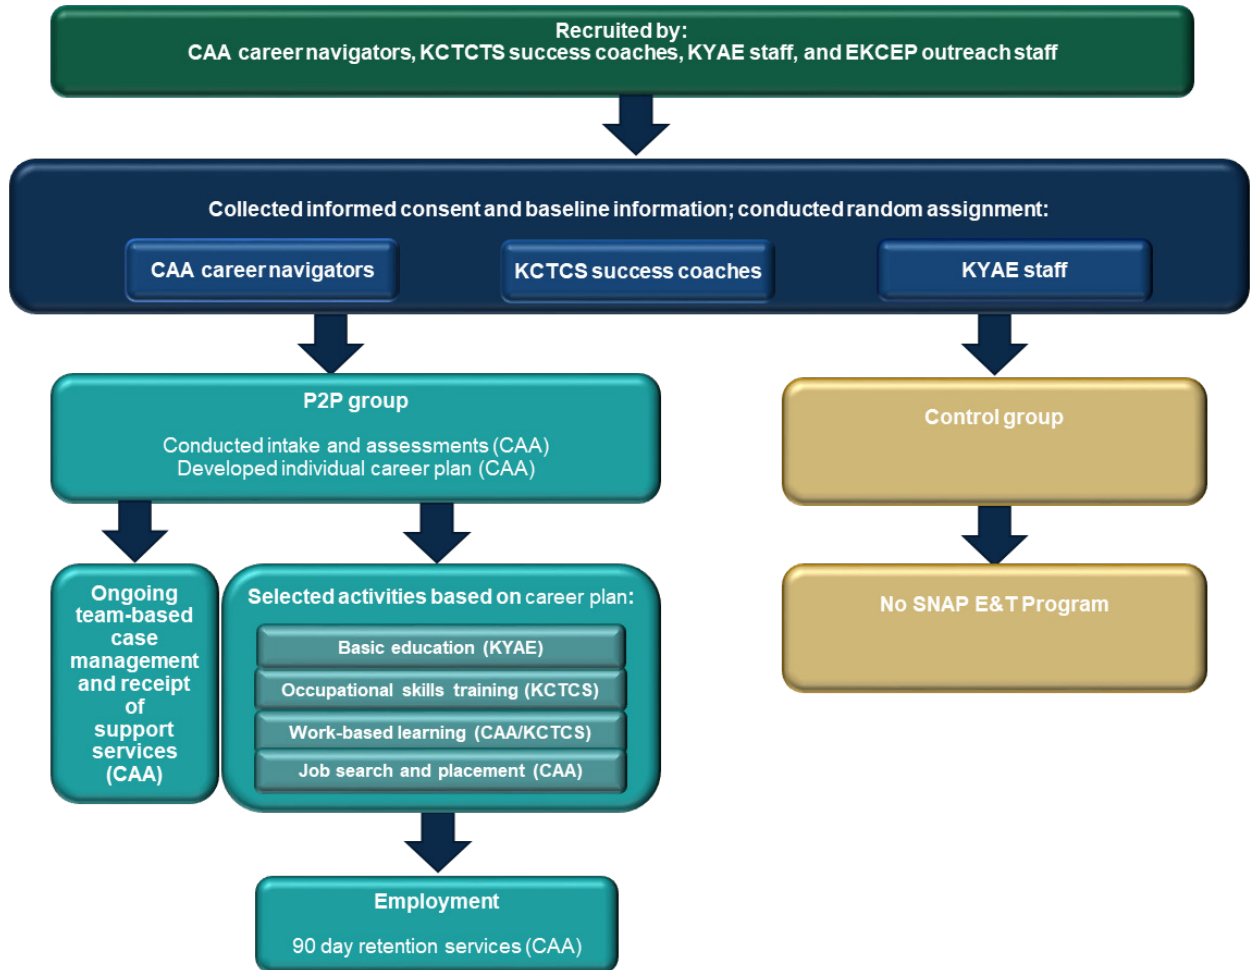 Recruited by:
CAA career navigators, KCTCTS success coaches, KYAE staff, and EKCEP outreach staff
Collected informed consent and baseline information; conducted random assignment:
CAA career navigators
KCTCS success coaches
KYAE staff
P2P group
Conducted intake and assessments (CAA)
Developed individual career plan (CAA)
Control group
Ongoing
team-based
case
management
and receipt
of
support
services
(CAA)
Selected activities based on career plan:
Basic education (KYAE)
Occupational skills training (KCTCS)
Work-based learning (CAA/KCTCS)
Job search and placement (CAA)
No SNAP E&T Program
Employment
90 day retention services (CAA)